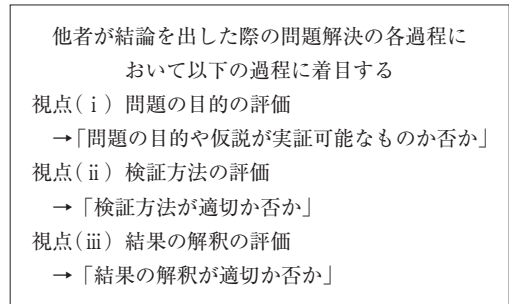 他者が結論を出した際の問題解決の各過程に
おいて以下の過程に着目する
視点(ⅰ) 問題の目的の評価
→「問題の目的や仮説が実証可能なものか否か」
視点(ⅱ) 検証方法の評価
→「検証方法が適切か否か」
視点(ⅲ) 結果の解釈の評価
→「結果の解釈が適切か否か」